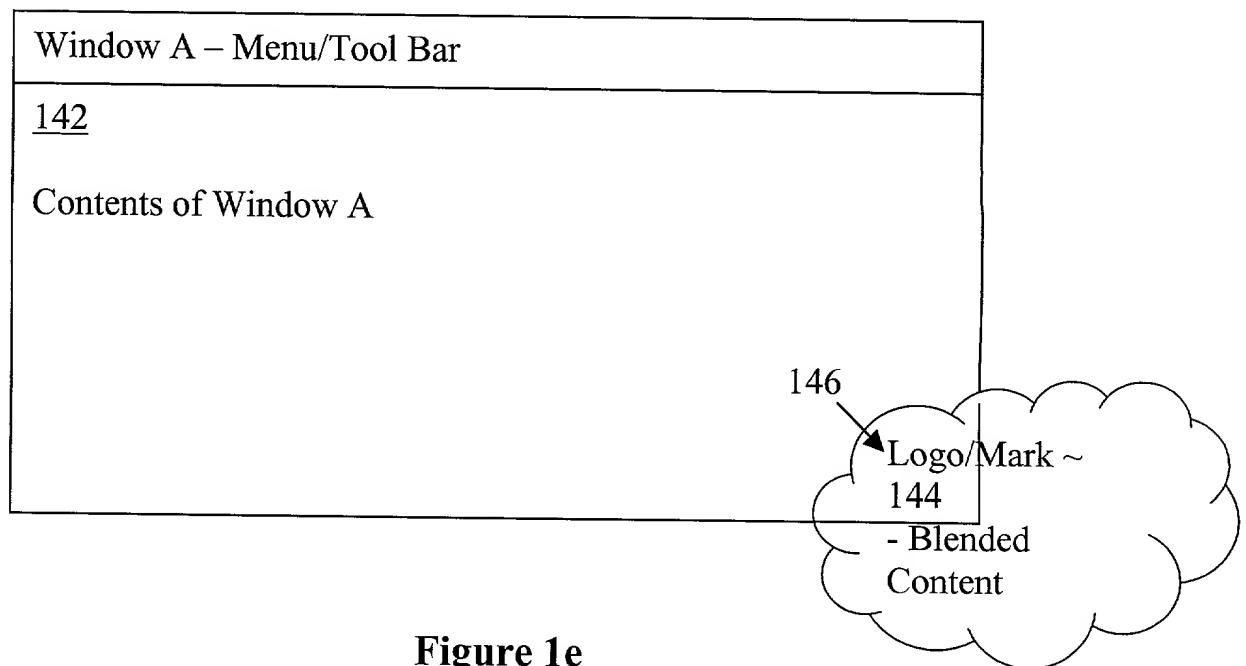 Window A – Menu/Tool Bar
142
Contents of Window A
146
Logo/Mark ~
144
- Blended
Content
Figure 1e